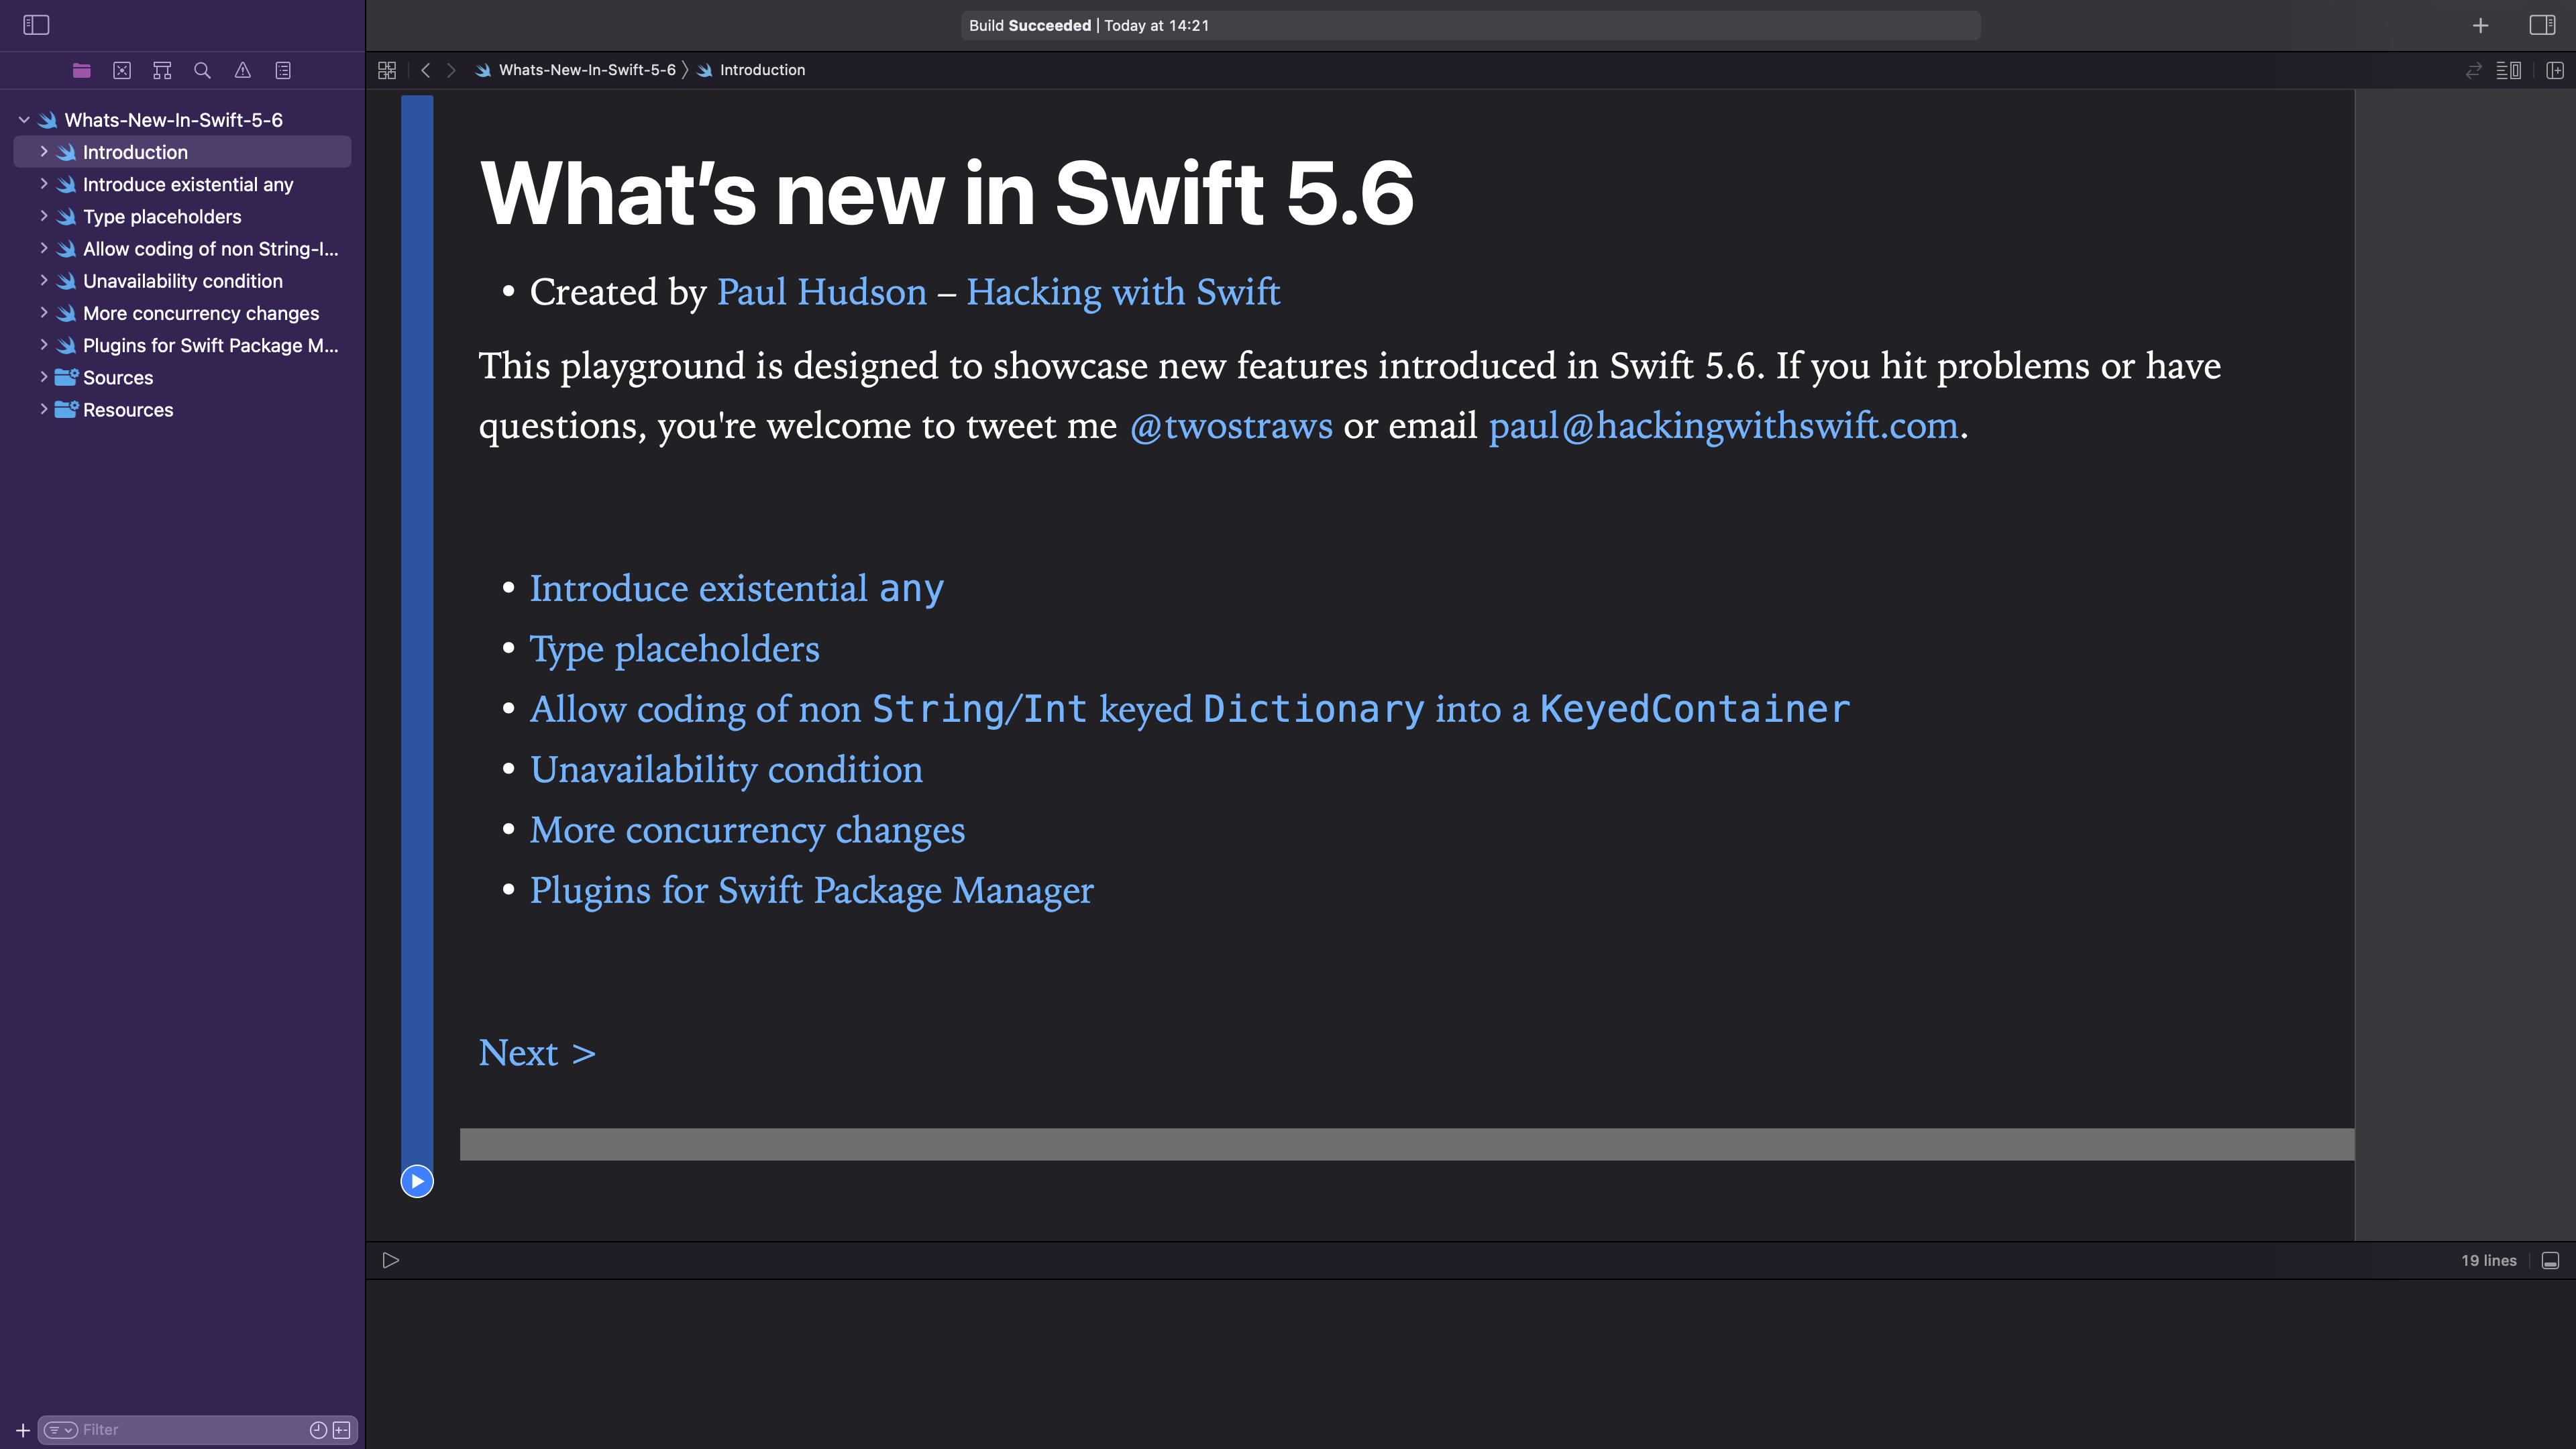 Build Succeeded | Today at 14:21
Whats-New-In-Swift-5-6
Introduction
Whats-New-In-Swift-5-6
Introduction
Introduce existential any
Type placeholders
Allow coding of non String-I...
Unavailability condition
More concurrency changes
Plugins for Swift Package M...
Sources
Resources
What’s new in Swift 5.6
• Created by Paul Hudson – Hacking with Swift
This playground is designed to showcase new features introduced in Swift 5.6. If you hit problems or have
questions, you're welcome to tweet me @twostraws or email paul@hackingwithswift.com.
• Introduce existential any
• Type placeholders
• Allow coding of non String/Int keyed Dictionary into a KeyedContainer
• Unavailability condition
• More concurrency changes
• Plugins for Swift Package Manager
Next >
19 lines
Filter